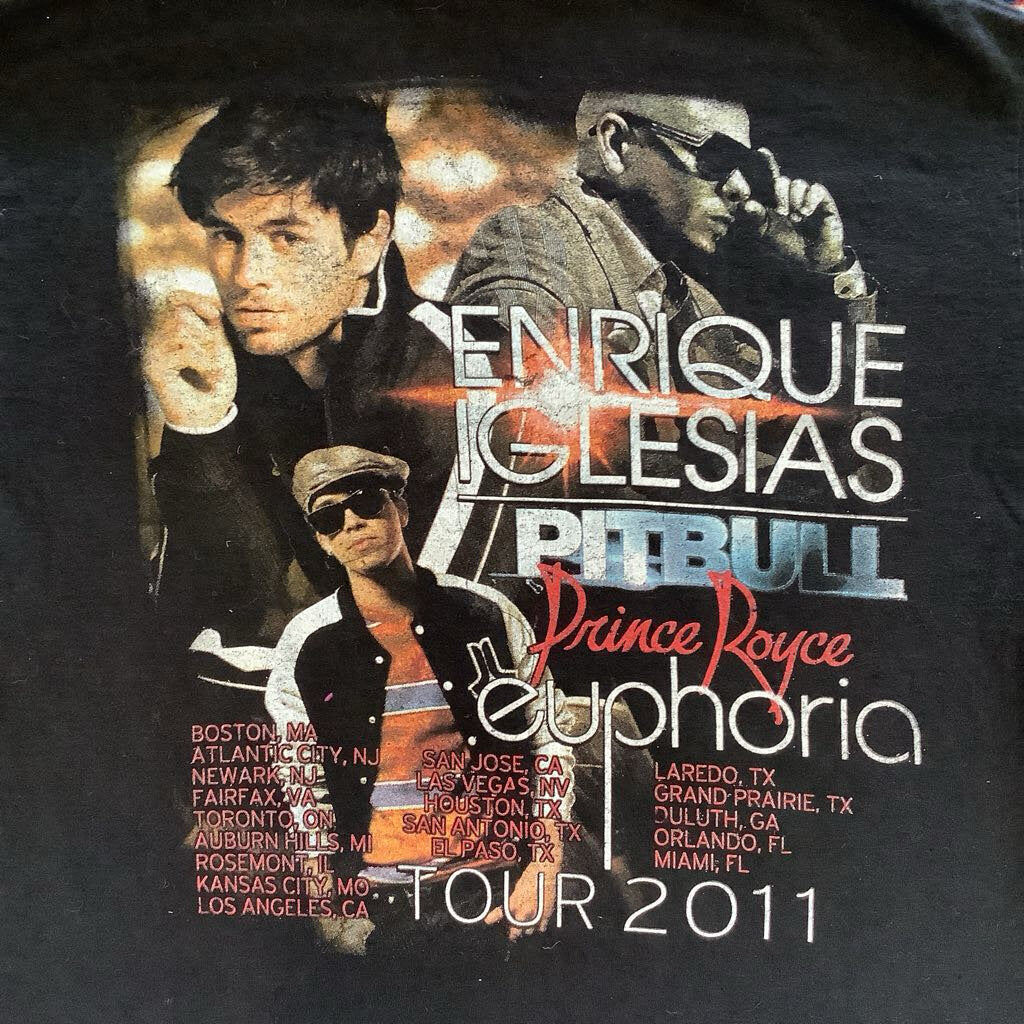 ENRIQUE
IGLESIAS
PITBULL
Prince Royce
euphoria
BOSTON, MA
ATLANTIC CITY, NJ
NEWARK, NJ
FAIRFAX, VA
TORONTO, ON
AUBURN HILLS, MI
ROSEMONT, IL
KANSAS CITY, MO
LOS ANGELES, CA
SAN JOSE, CA
LAS VEGAS, NV
HOUSTON, TX
SAN ANTONIO, TX
EL PASO, TX
LAREDO, TX
GRAND PRAIRIE, TX
DULUTH, GA
ORLANDO, FL
MIAMI, FL
TOUR 2011